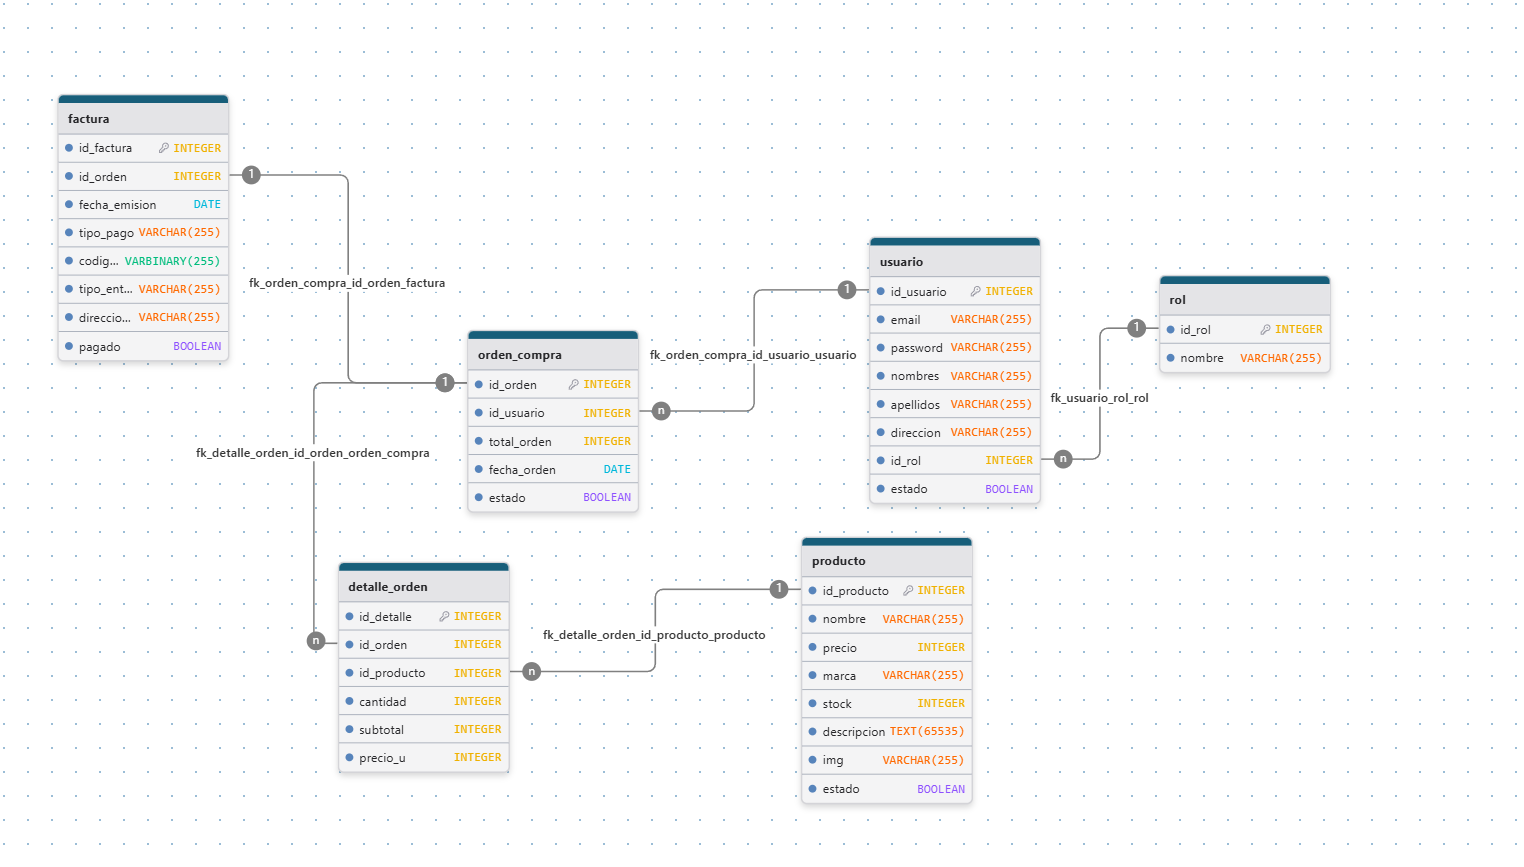 factura
id_factura INTEGER
id_orden INTEGER
fecha_emision DATE
tipo_pago VARCHAR(255)
codig... VARBINARY(255)
tipo_ent... VARCHAR(255)
direccio... VARCHAR(255)
pagado BOOLEAN
1
fk_orden_compra_id_orden_factura
1
orden_compra
id_orden INTEGER
id_usuario INTEGER
total_orden INTEGER
fecha_orden DATE
estado BOOLEAN
n
fk_orden_compra_id_usuario_usuario
1
usuario
id_usuario INTEGER
email VARCHAR(255)
password VARCHAR(255)
nombres VARCHAR(255)
apellidos VARCHAR(255)
direccion VARCHAR(255)
id_rol INTEGER
estado BOOLEAN
n
fk_usuario_rol_rol
1
rol
id_rol INTEGER
nombre VARCHAR(255)
fk_detalle_orden_id_orden_orden_compra
n
detalle_orden
id_detalle INTEGER
id_orden INTEGER
id_producto INTEGER
cantidad INTEGER
subtotal INTEGER
precio_u INTEGER
n
fk_detalle_orden_id_producto_producto
1
producto
id_producto INTEGER
nombre VARCHAR(255)
precio INTEGER
marca VARCHAR(255)
stock INTEGER
descripcion TEXT(65535)
img VARCHAR(255)
estado BOOLEAN